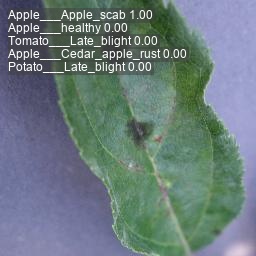 Apple___Apple_scab 1.00
Apple___healthy 0.00
Tomato___Late_blight 0.00
Apple___Cedar_apple_rust 0.00
Potato___Late_blight 0.00